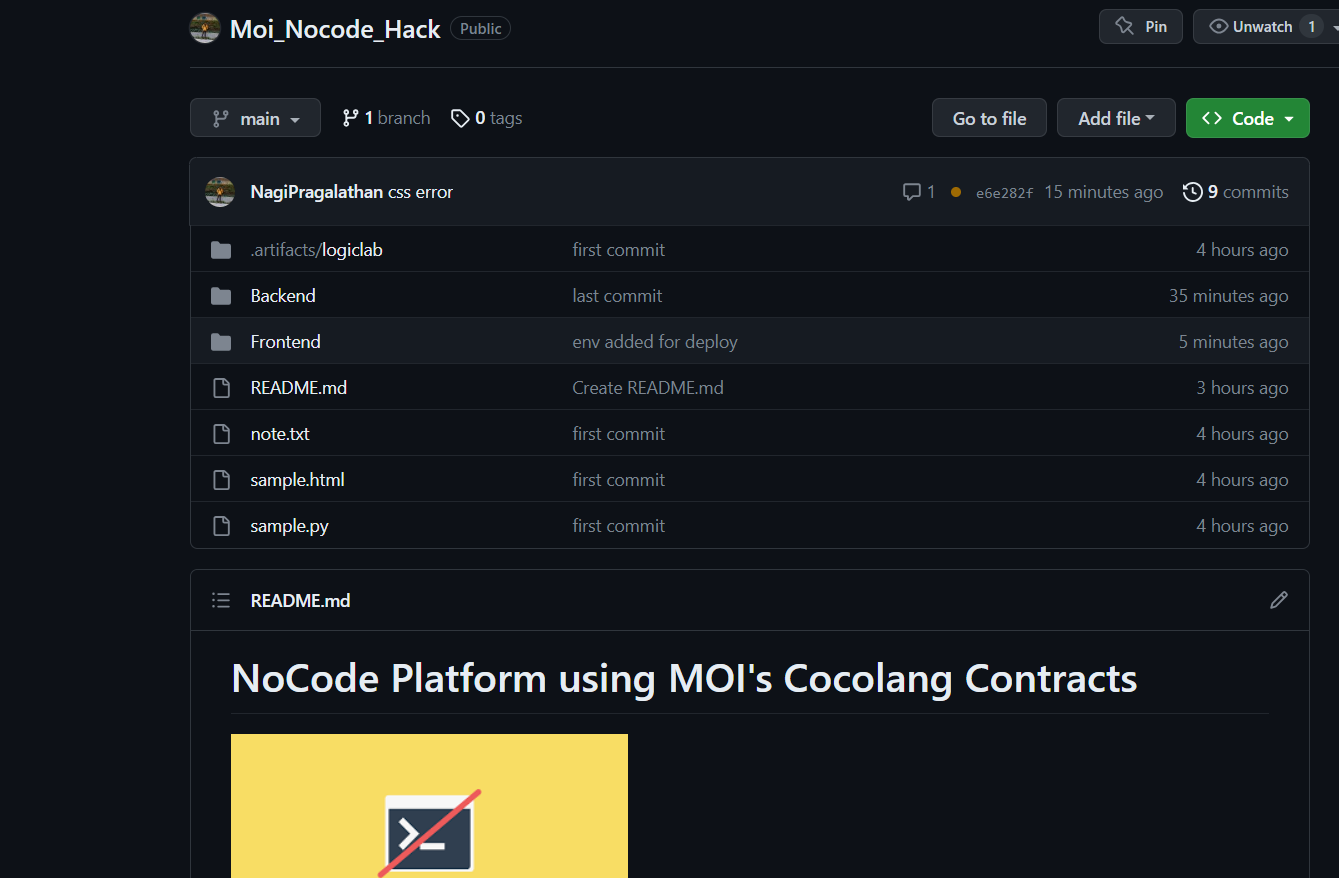 Moi_Nocode_Hack Public Pin Unwatch 1
main 1 branch 0 tags Go to file Add file Code
NagiPragalathan css error 1 e6e282f 15 minutes ago 9 commits
.artifacts/logiclab first commit 4 hours ago
Backend last commit 35 minutes ago
Frontend env added for deploy 5 minutes ago
README.md Create README.md 3 hours ago
note.txt first commit 4 hours ago
sample.html first commit 4 hours ago
sample.py first commit 4 hours ago
README.md
NoCode Platform using MOI's Cocolang Contracts